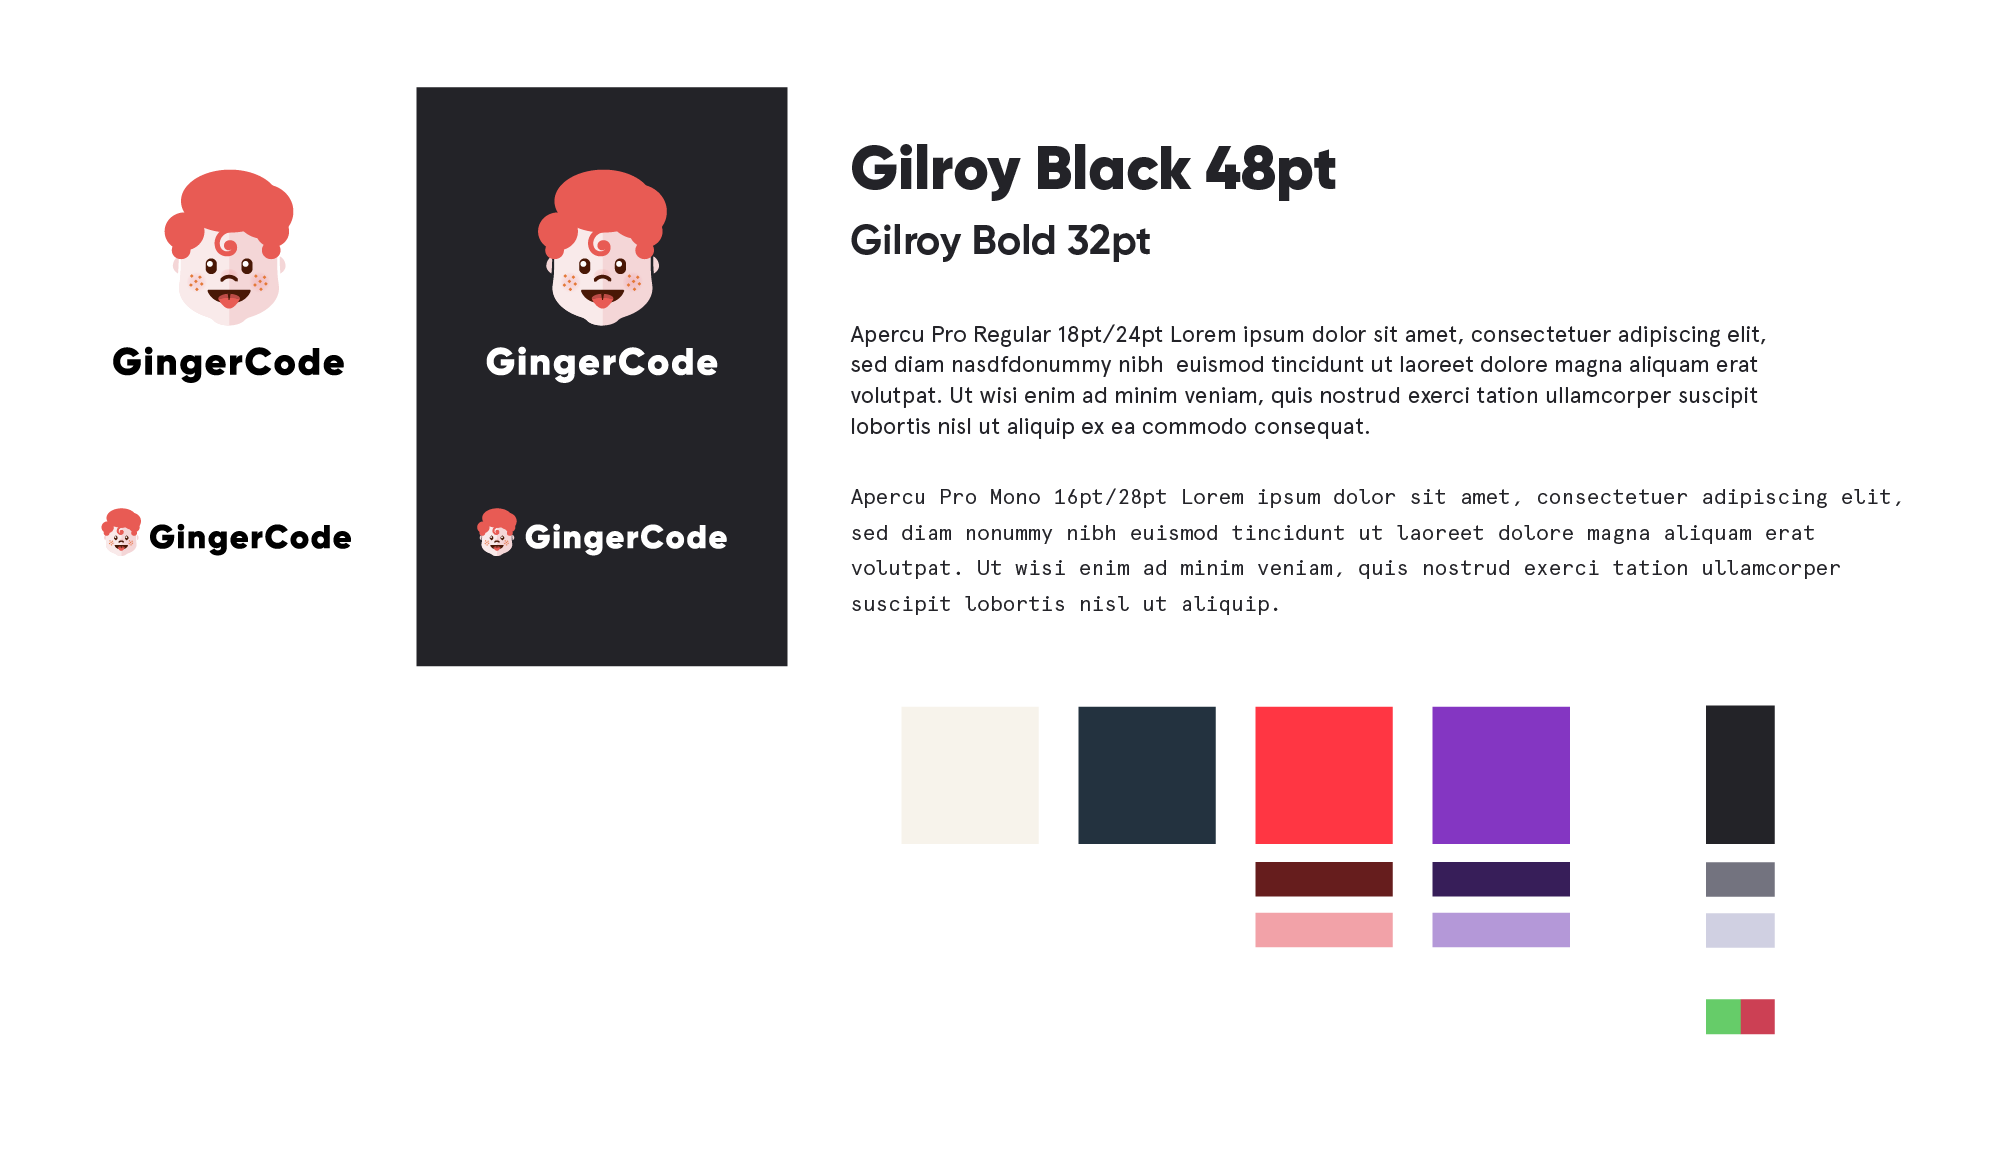 GingerCode
GingerCode
GingerCode
GingerCode
Gilroy Black 48pt
Gilroy Bold 32pt
Apercu Pro Regular 18pt/24pt Lorem ipsum dolor sit amet, consectetuer adipiscing elit,
sed diam nasdfdonummy nibh  euismod tincidunt ut laoreet dolore magna aliquam erat
volutpat. Ut wisi enim ad minim veniam, quis nostrud exerci tation ullamcorper suscipit
lobortis nisl ut aliquip ex ea commodo consequat.
Apercu Pro Mono 16pt/28pt Lorem ipsum dolor sit amet, consectetuer adipiscing elit,
sed diam nonummy nibh euismod tincidunt ut laoreet dolore magna aliquam erat
volutpat. Ut wisi enim ad minim veniam, quis nostrud exerci tation ullamcorper
suscipit lobortis nisl ut aliquip.